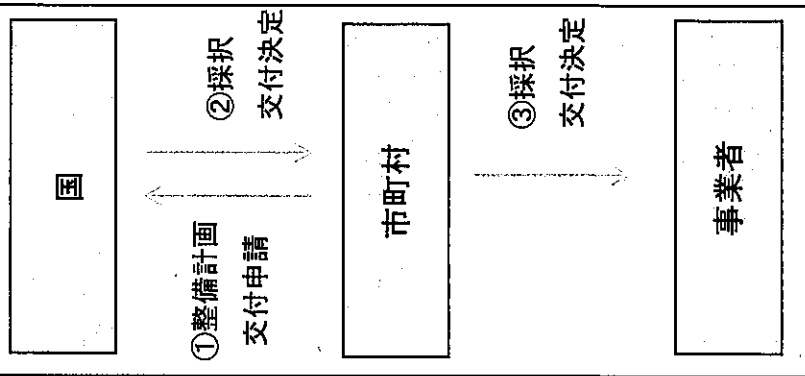 国
①整備計画
交付申請
②採択
交付決定
市町村
③採択
交付決定
事業者